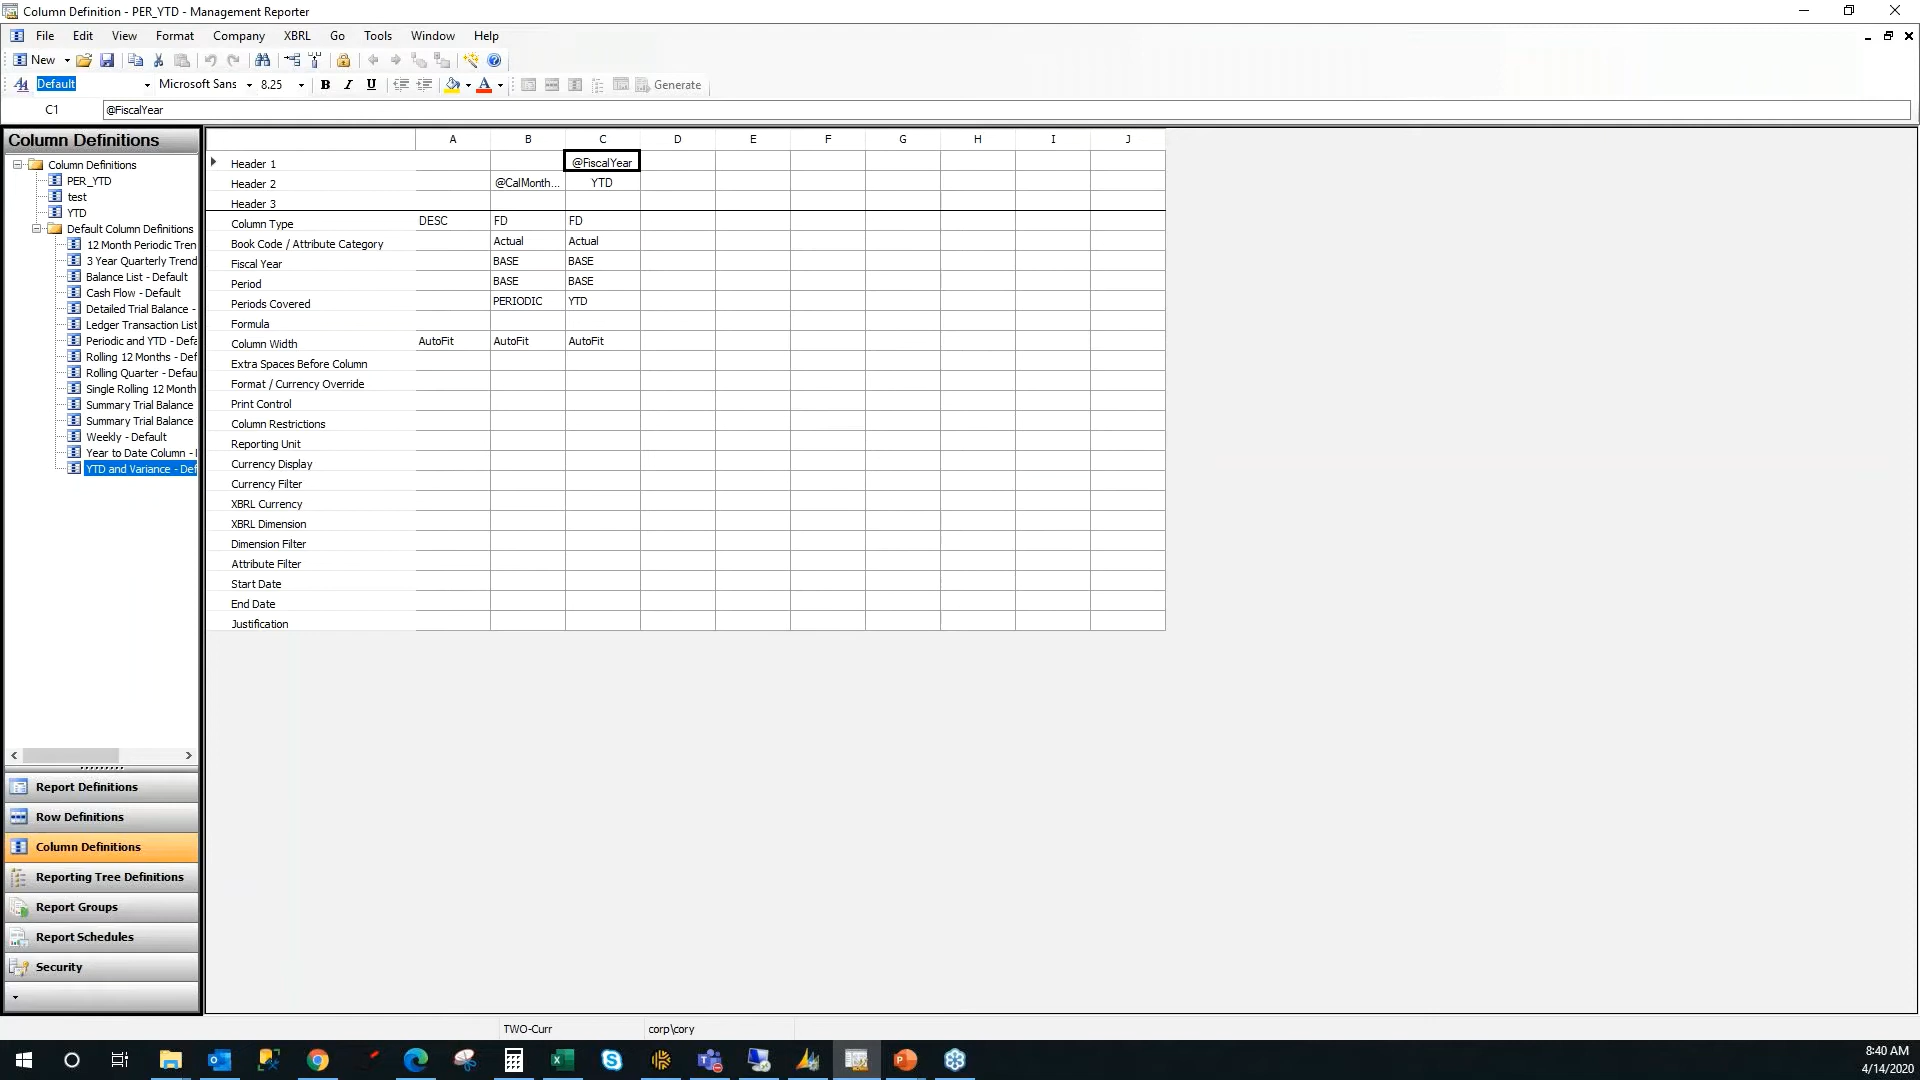 Column Definition - PER_YTD - Management Reporter
File Edit View Format Company XBRL Go Tools Window Help
New
Default Microsoft Sans 8.25 B I U A Generate
C1 @FiscalYear
Column Definitions
Column Definitions
PER_YTD
test
YTD
Default Column Definitions
12 Month Periodic Tren
3 Year Quarterly Trend
Balance List - Default
Cash Flow - Default
Detailed Trial Balance -
Ledger Transaction List
Periodic and YTD - Defa
Rolling 12 Months - Def
Rolling Quarter - Defau
Single Rolling 12 Month
Summary Trial Balance
Summary Trial Balance
Weekly - Default
Year to Date Column -
YTD and Variance - Def
Report Definitions
Row Definitions
Column Definitions
Reporting Tree Definitions
Report Groups
Report Schedules
Security
A B C D E F G H I J
Header 1 @FiscalYear
Header 2 @CalMonth... YTD
Header 3
Column Type DESC FD FD
Book Code / Attribute Category Actual Actual
Fiscal Year BASE BASE
Period BASE BASE
Periods Covered PERIODIC YTD
Formula
Column Width AutoFit AutoFit AutoFit
Extra Spaces Before Column
Format / Currency Override
Print Control
Column Restrictions
Reporting Unit
Currency Display
Currency Filter
XBRL Currency
XBRL Dimension
Dimension Filter
Attribute Filter
Start Date
End Date
Justification
TWO-Curr corp\cory
8:40 AM
4/14/2020